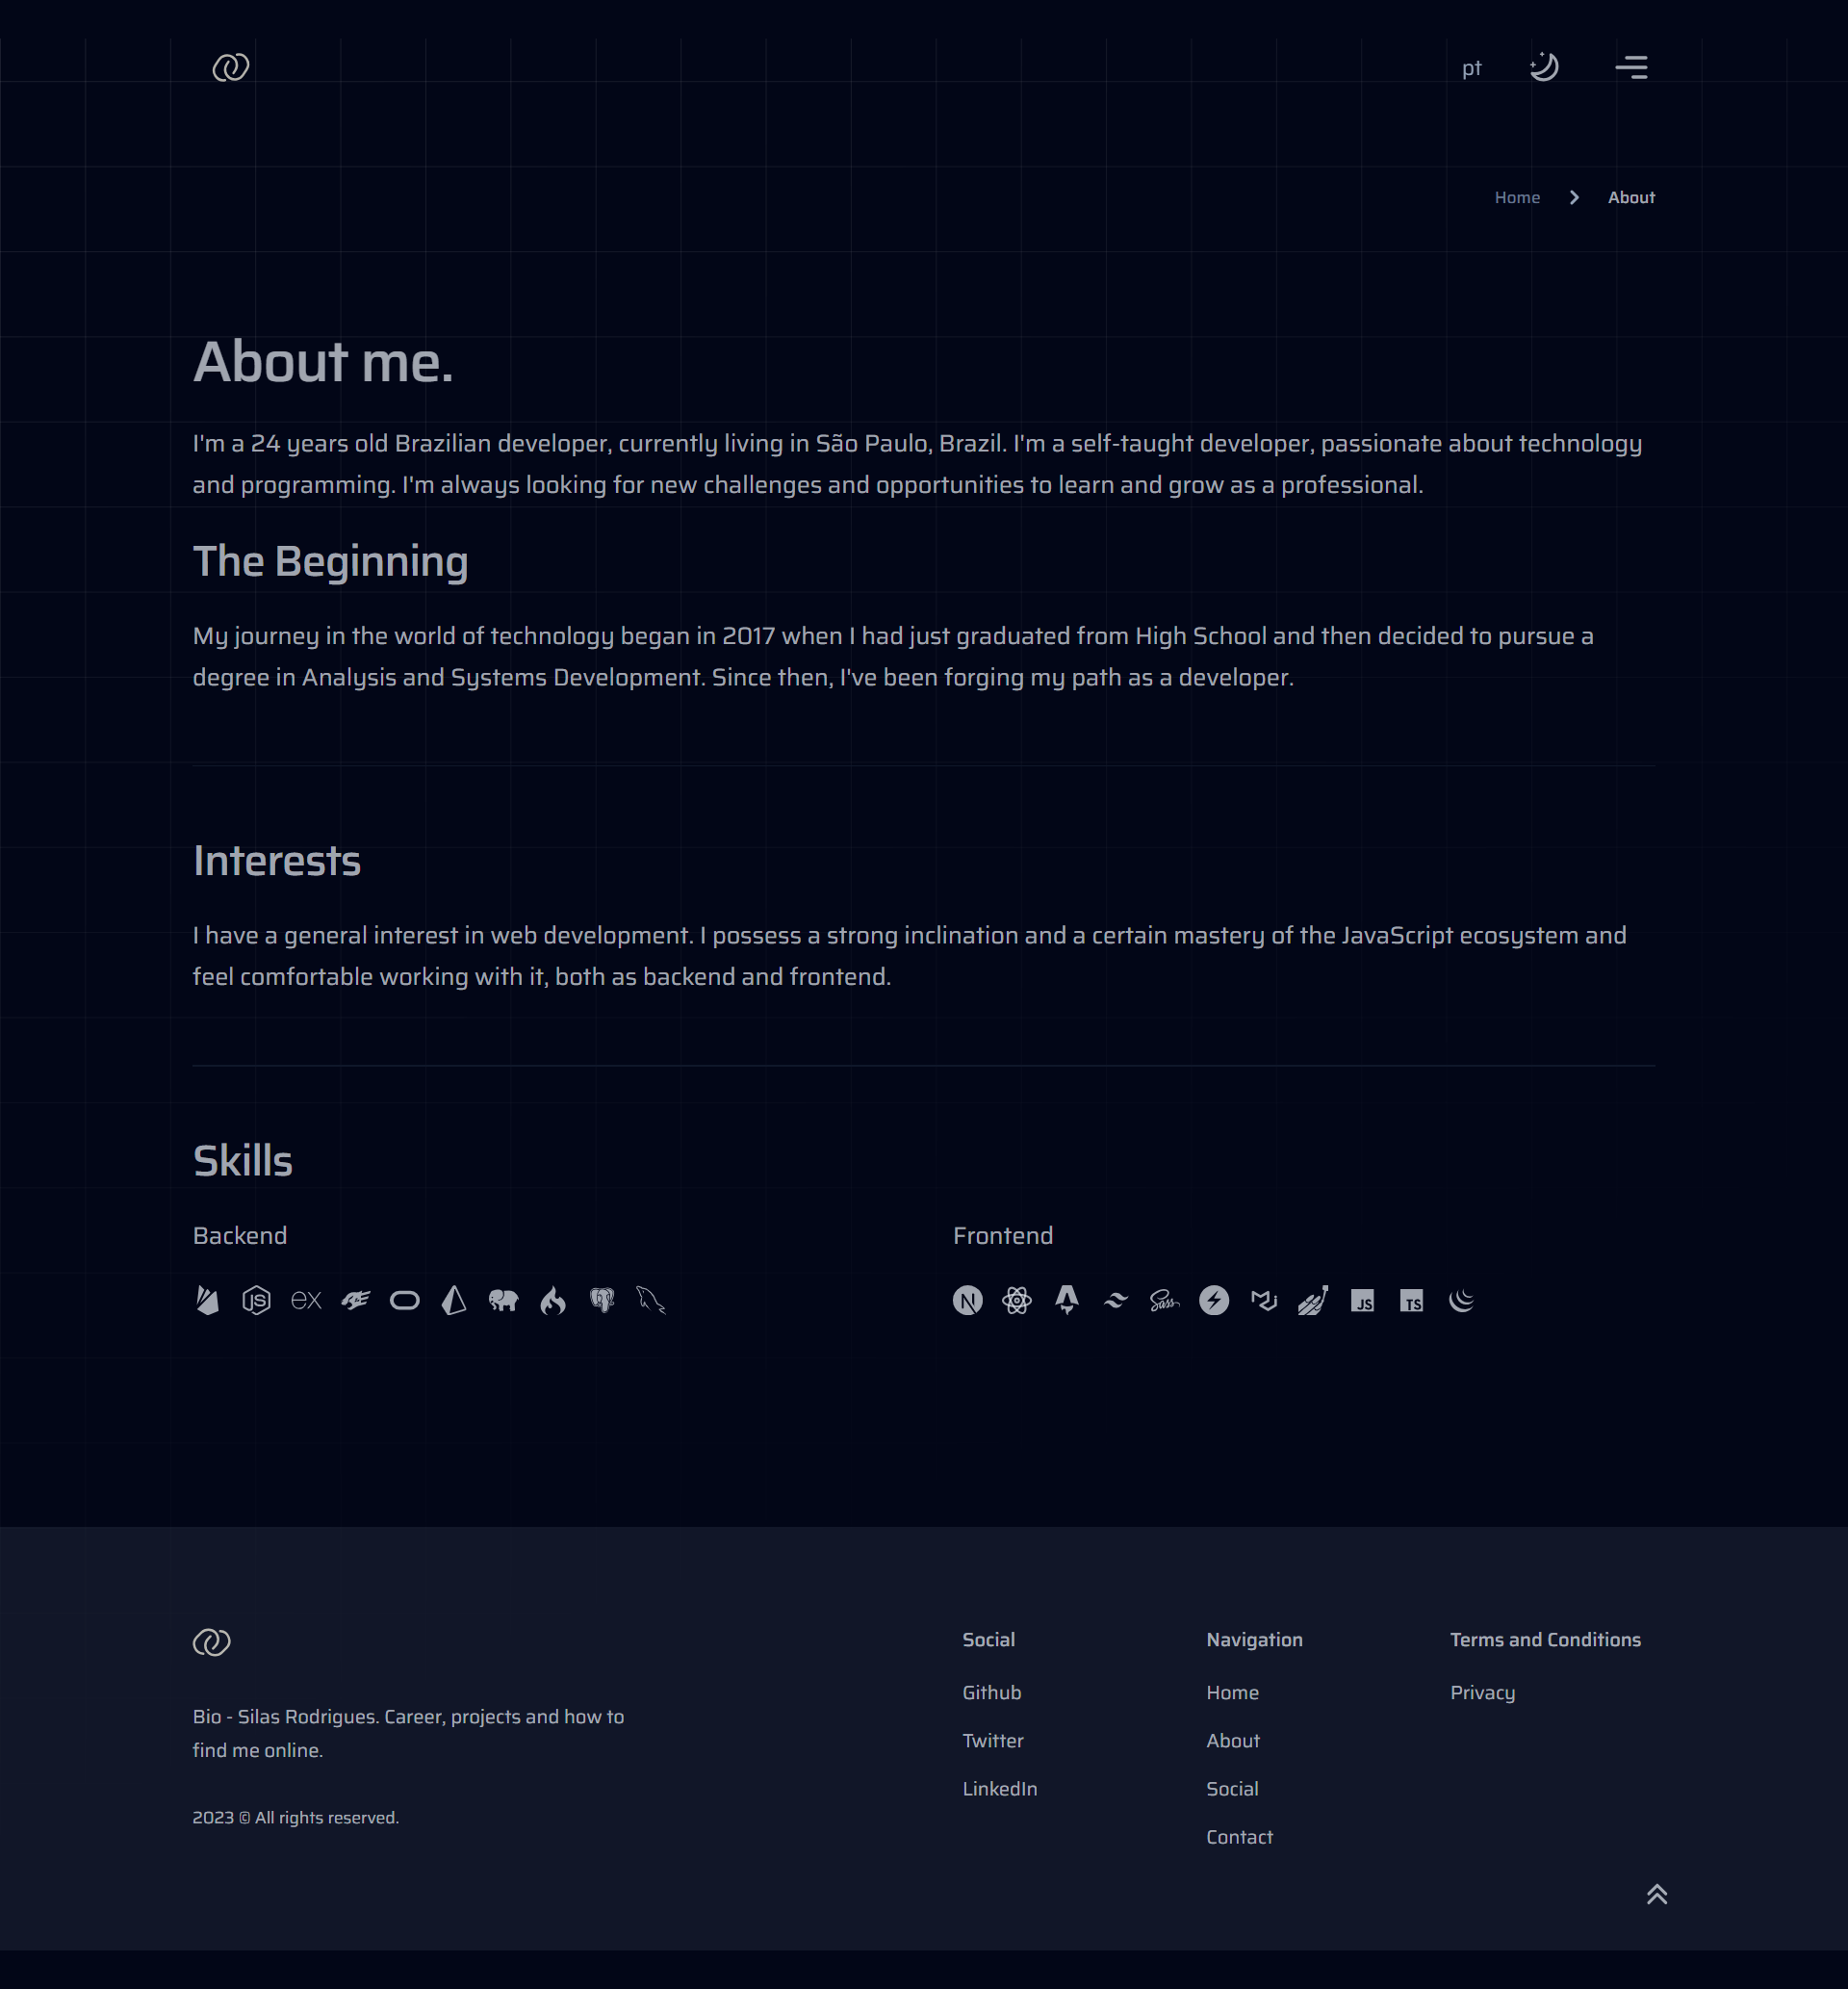 pt
Home
About
About me.
I'm a 24 years old Brazilian developer, currently living in São Paulo, Brazil. I'm a self-taught developer, passionate about technology
and programming. I'm always looking for new challenges and opportunities to learn and grow as a professional.
The Beginning
My journey in the world of technology began in 2017 when I had just graduated from High School and then decided to pursue a
degree in Analysis and Systems Development. Since then, I've been forging my path as a developer.
Interests
I have a general interest in web development. I possess a strong inclination and a certain mastery of the JavaScript ecosystem and
feel comfortable working with it, both as backend and frontend.
Skills
Backend
JS
ex
Frontend
N
Sass
JS
TS
Bio - Silas Rodrigues. Career, projects and how to
find me online.
2023 © All rights reserved.
Social
Github
Twitter
LinkedIn
Navigation
Home
About
Social
Contact
Terms and Conditions
Privacy